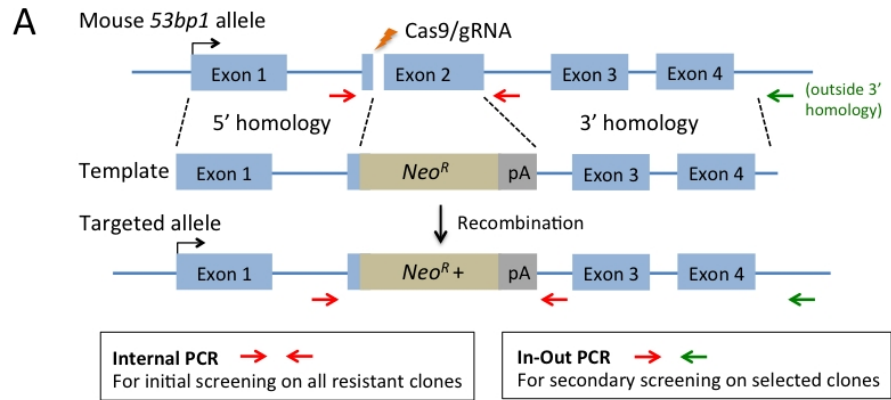 A
Mouse 53bp1 allele
Cas9/gRNA
Exon 1
Exon 2
Exon 3
Exon 4
(outside 3’
homology)
5’ homology
3’ homology
Template
Exon 1
Neo^R
pA
Exon 3
Exon 4
Recombination
Targeted allele
Exon 1
Neo^R +
pA
Exon 3
Exon 4
Internal PCR
For initial screening on all resistant clones
In-Out PCR
For secondary screening on selected clones